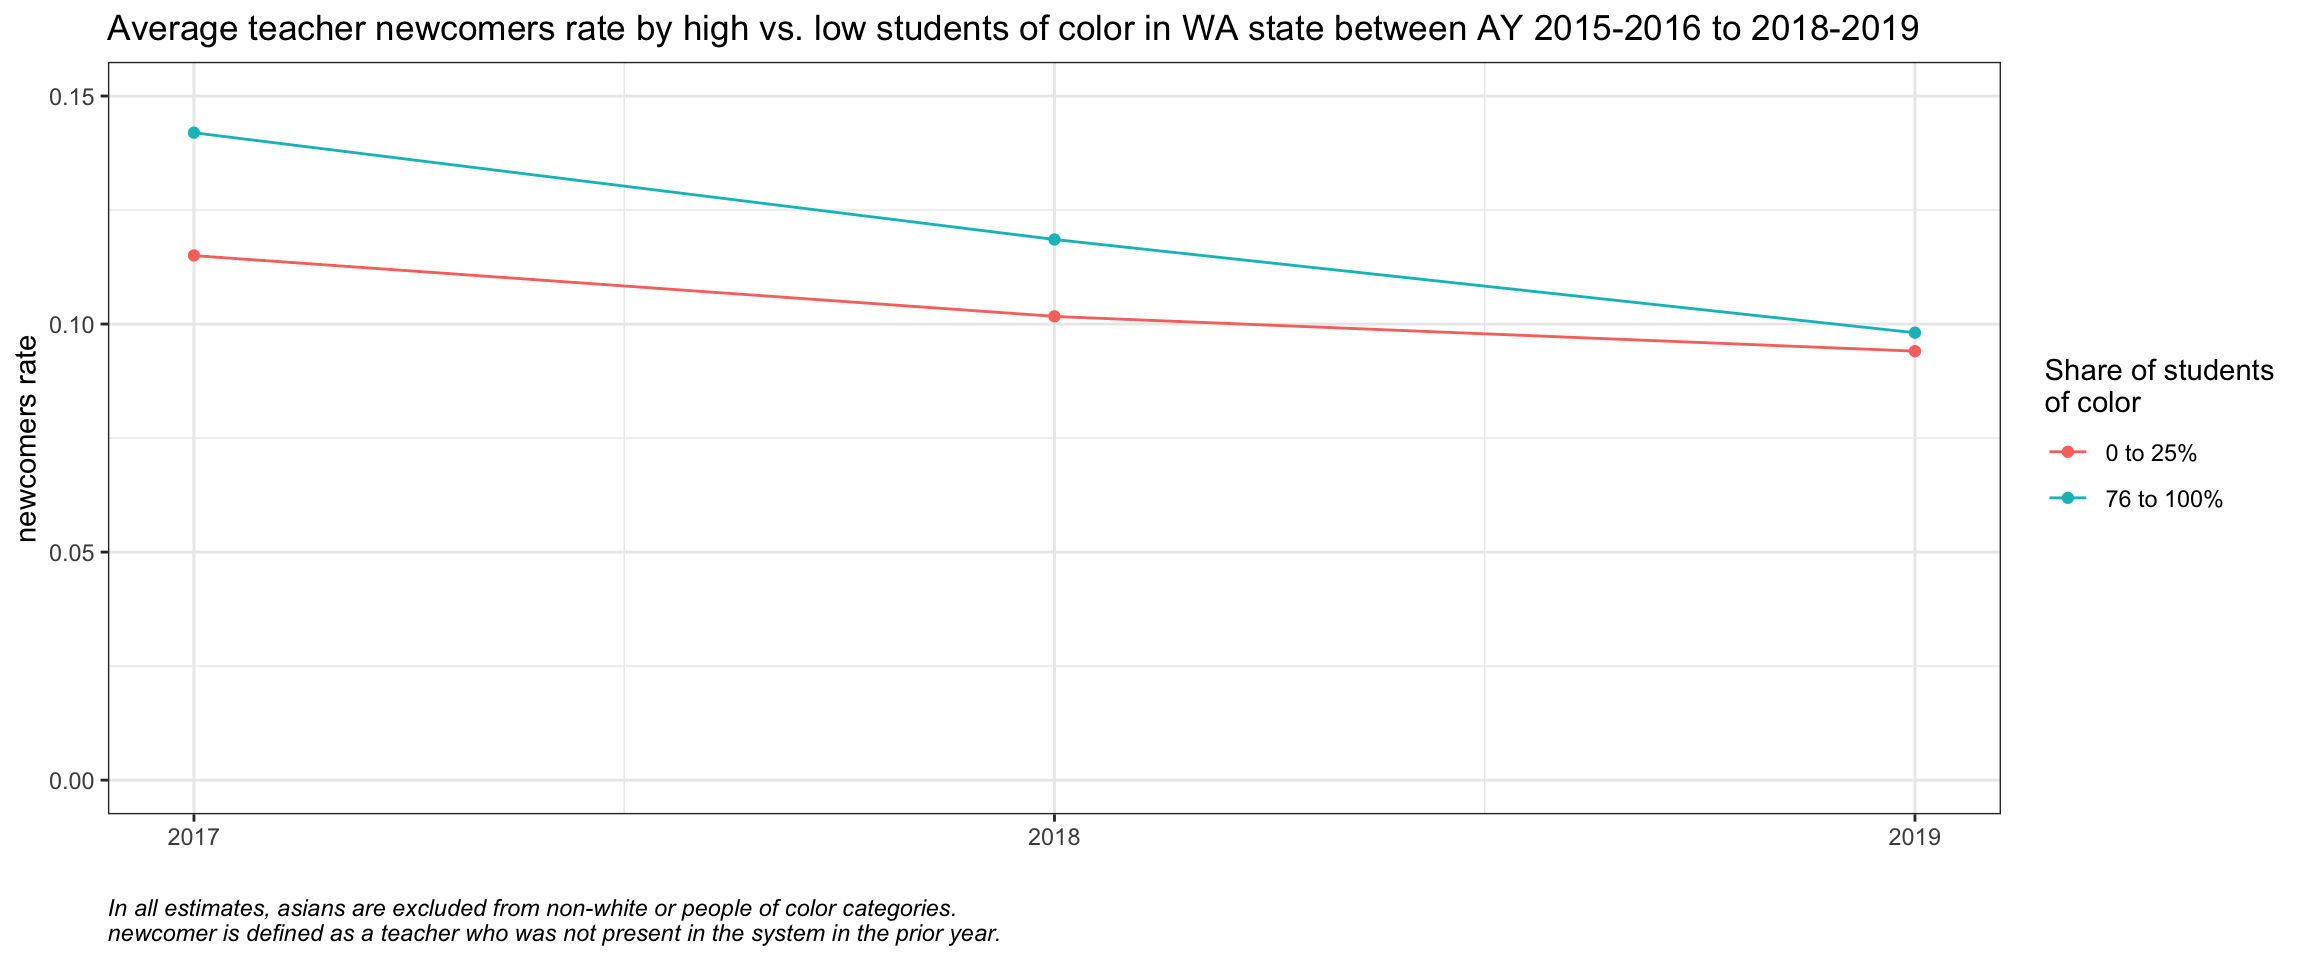 Average teacher newcomers rate by high vs. low students of color in WA state between AY 2015-2016 to 2018-2019
0.15
0.10
0.05
0.00
newcomers rate
2017
2018
2019
Share of students
of color
0 to 25%
76 to 100%
In all estimates, asians are excluded from non-white or people of color categories.
newcomer is defined as a teacher who was not present in the system in the prior year.